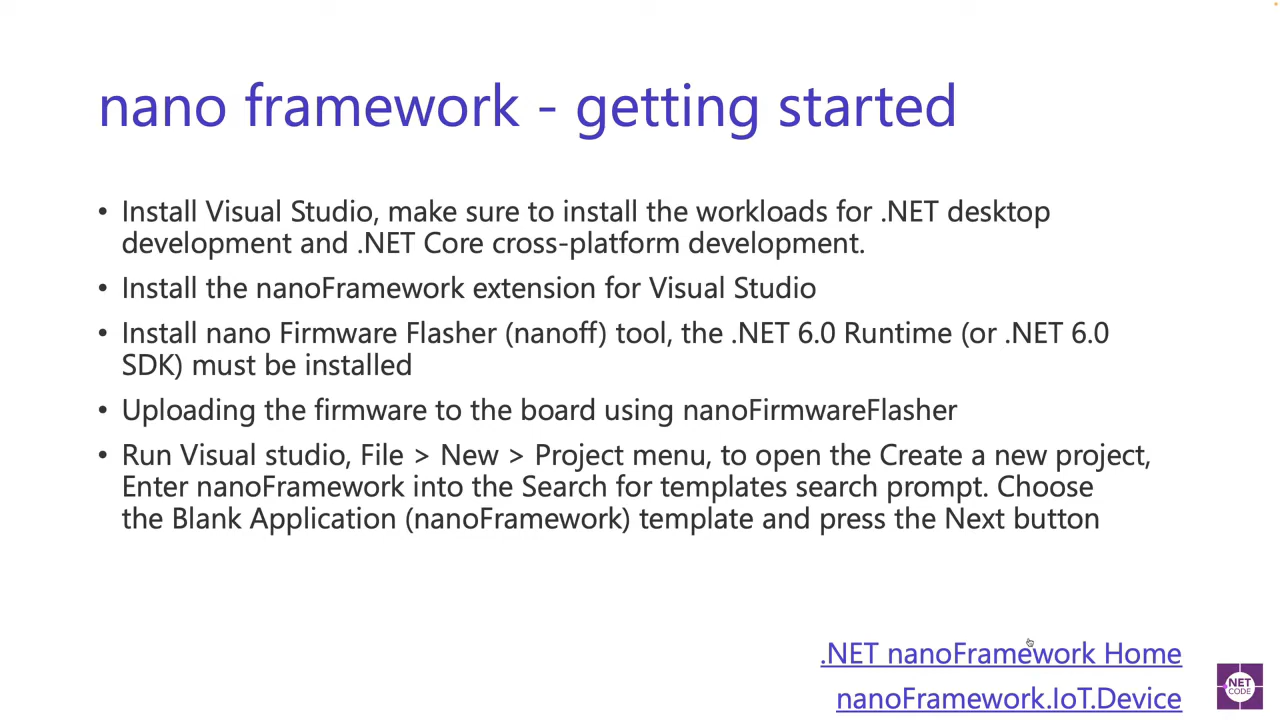 nano framework - getting started
• Install Visual Studio, make sure to install the workloads for .NET desktop
development and .NET Core cross-platform development.
• Install the nanoFramework extension for Visual Studio
• Install nano Firmware Flasher (nanoff) tool, the .NET 6.0 Runtime (or .NET 6.0
SDK) must be installed
• Uploading the firmware to the board using nanoFirmwareFlasher
• Run Visual studio, File > New > Project menu, to open the Create a new project,
Enter nanoFramework into the Search for templates search prompt. Choose
the Blank Application (nanoFramework) template and press the Next button
.NET nanoFramework Home
nanoFramework.IoT.Device
.NET
CODE